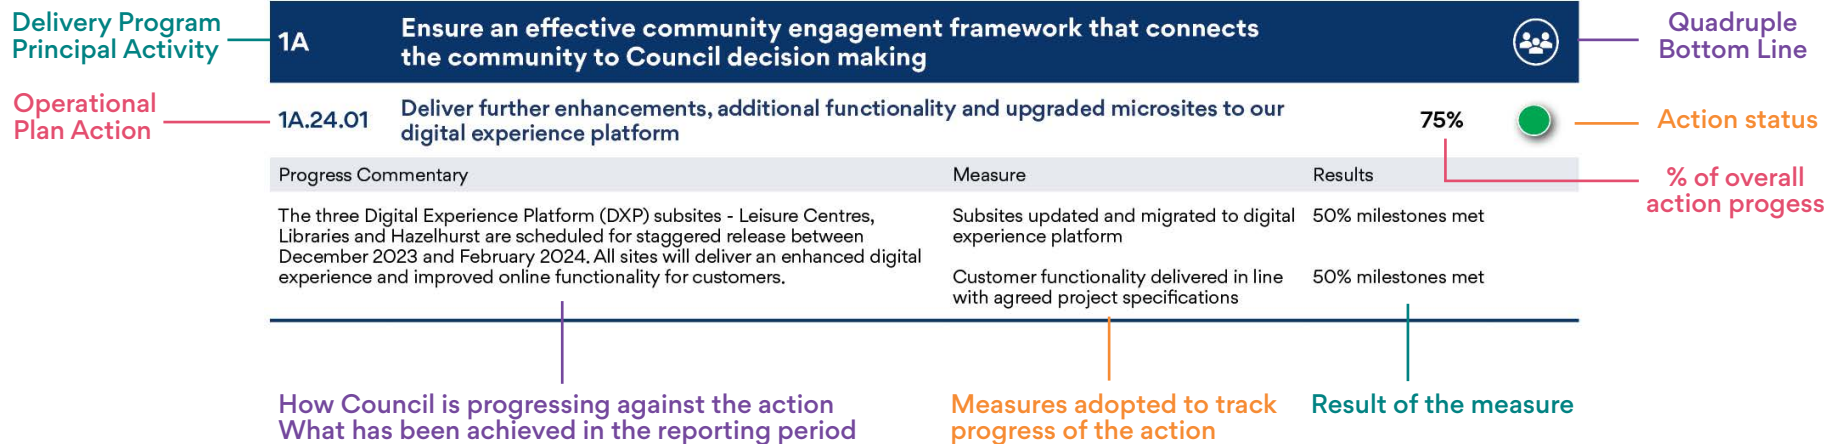 Delivery Program
Principal Activity
1A
Ensure an effective community engagement framework that connects
the community to Council decision making
Quadruple
Bottom Line
Operational
Plan Action
1A.24.01
Deliver further enhancements, additional functionality and upgraded microsites to our
digital experience platform
75%
Action status
% of overall
action progess
Progress Commentary
Measure
Results
The three Digital Experience Platform (DXP) subsites - Leisure Centres,
Libraries and Hazelhurst are scheduled for staggered release between
December 2023 and February 2024. All sites will deliver an enhanced digital
experience and improved online functionality for customers.
Subsites updated and migrated to digital
experience platform
50% milestones met
Customer functionality delivered in line
with agreed project specifications
50% milestones met
How Council is progressing against the action
What has been achieved in the reporting period
Measures adopted to track
progress of the action
Result of the measure